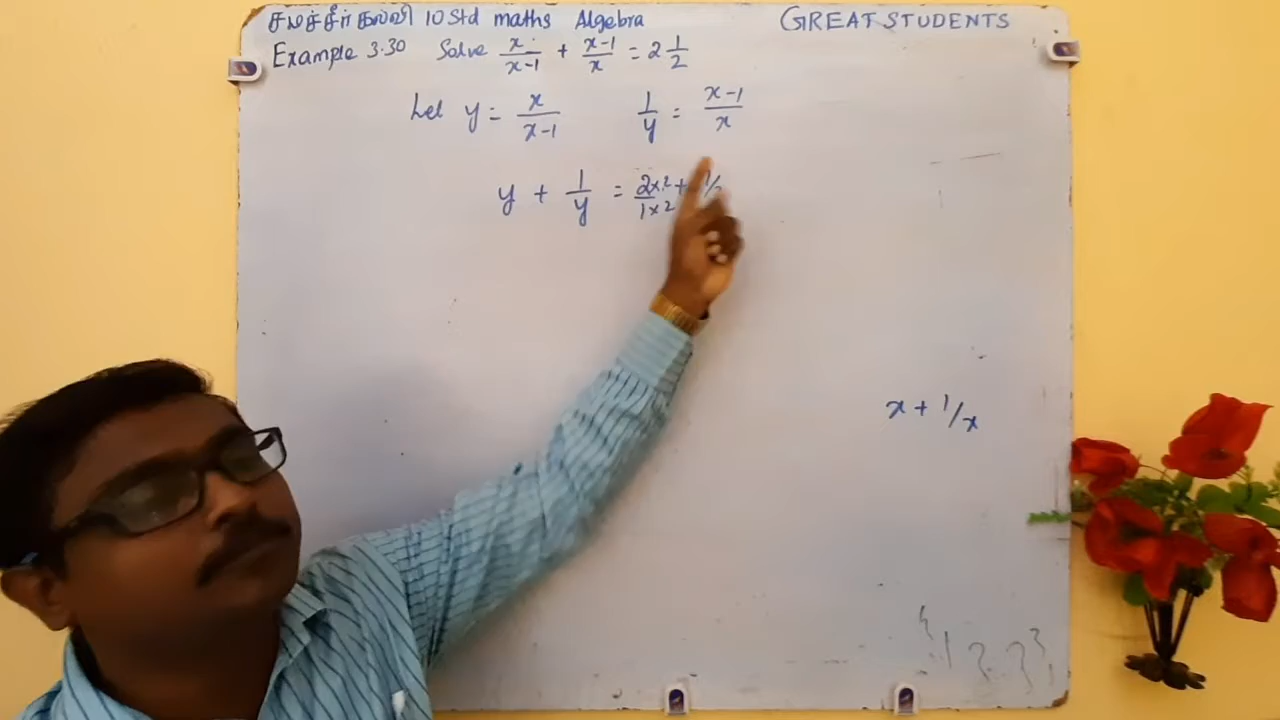 சமச்சீர் கல்வி 10 Std maths Algebra
GREAT STUDENTS
Example 3.30 Solve x/x-1 + x-1/x = 2 1/2
Let y = x/x-1 1/y = x-1/x
y + 1/y = 2x2/1x2 + 1/
x + 1/x